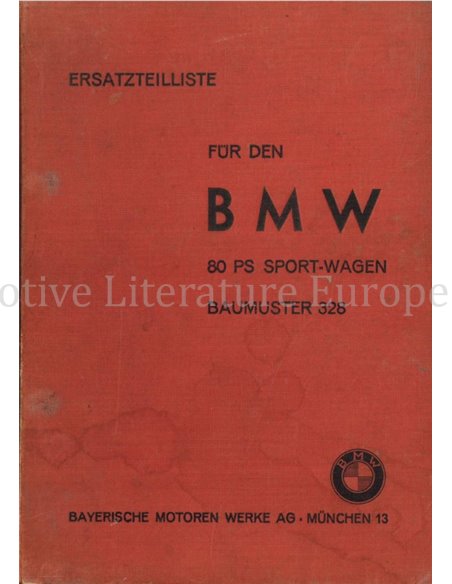 ERSATZTEILLISTE
FÜR DEN
BMW
80 PS SPORT-WAGEN
otive Literature Europe
BAUMUSTER 328
BMW
BAYERISCHE MOTOREN WERKE AG · MÜNCHEN 13